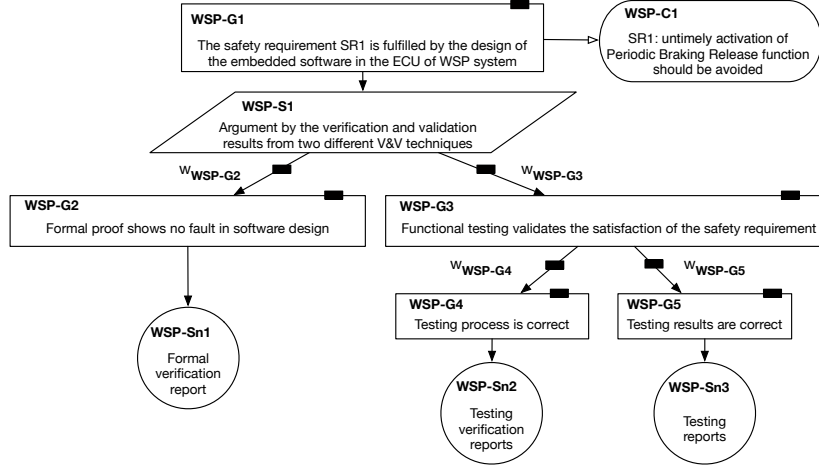 WSP-G1
The safety requirement SR1 is fulfilled by the design of
the embedded software in the ECU of WSP system
WSP-C1
SR1: untimely activation of
Periodic Braking Release function
should be avoided
WSP-S1
Argument by the verification and validation
results from two different V&V techniques
wWSP-G2
wWSP-G3
WSP-G2
Formal proof shows no fault in software design
WSP-G3
Functional testing validates the satisfaction of the safety requirement
wWSP-G4
wWSP-G5
WSP-G4
Testing process is correct
WSP-G5
Testing results are correct
WSP-Sn1
Formal
verification
report
WSP-Sn2
Testing
verification
reports
WSP-Sn3
Testing
reports